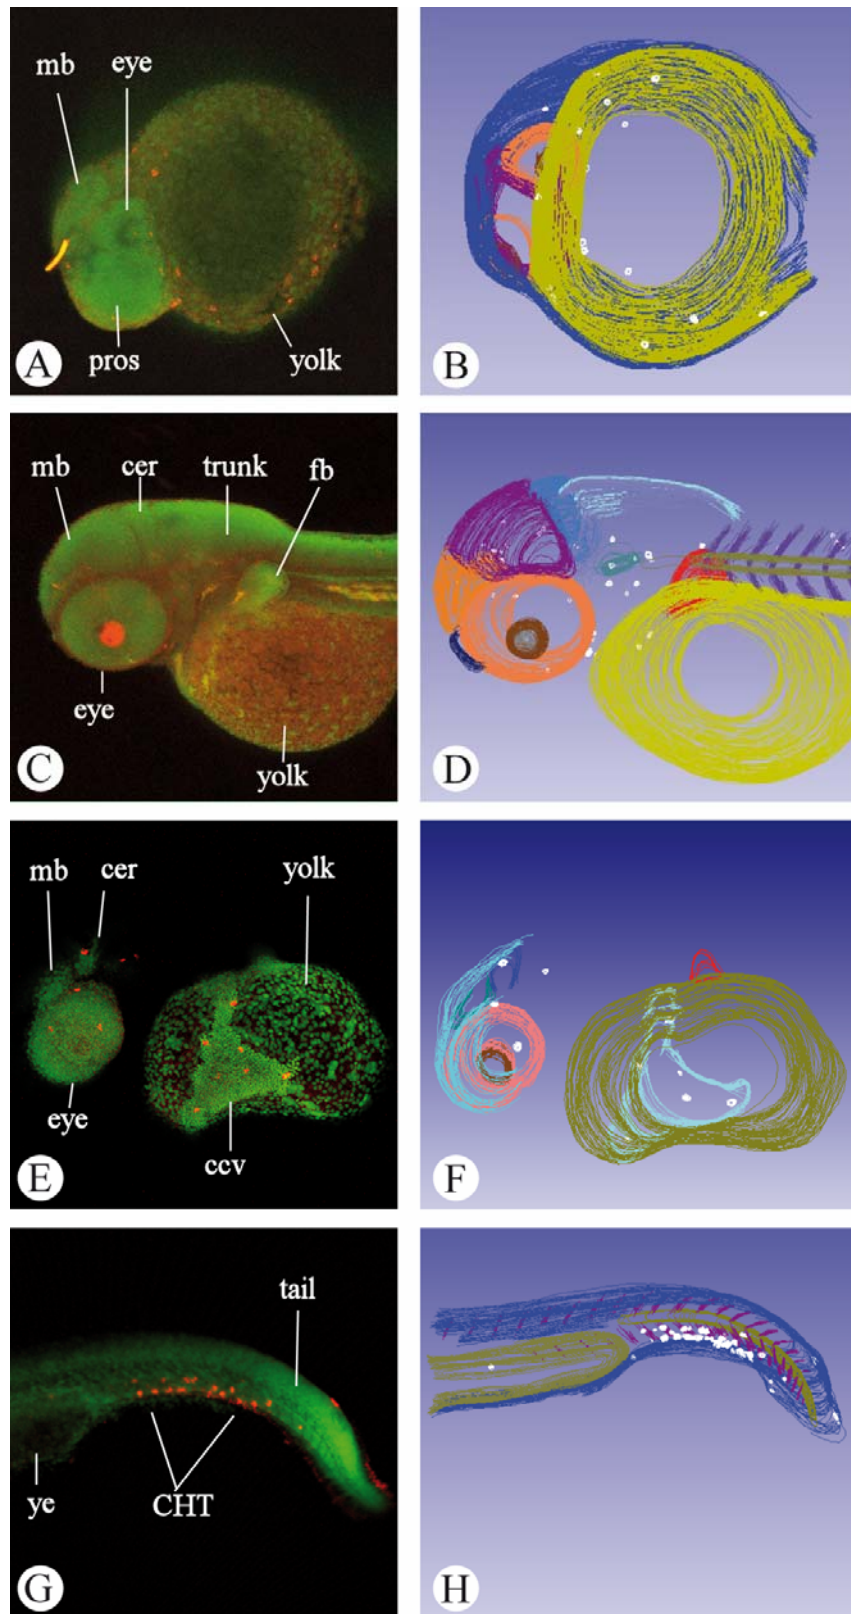 mb eye
pros yolk
A
B
mb cer trunk fb
eye
yolk
C
D
mb cer yolk
eye
ccv
E
F
tail
ye CHT
G
H